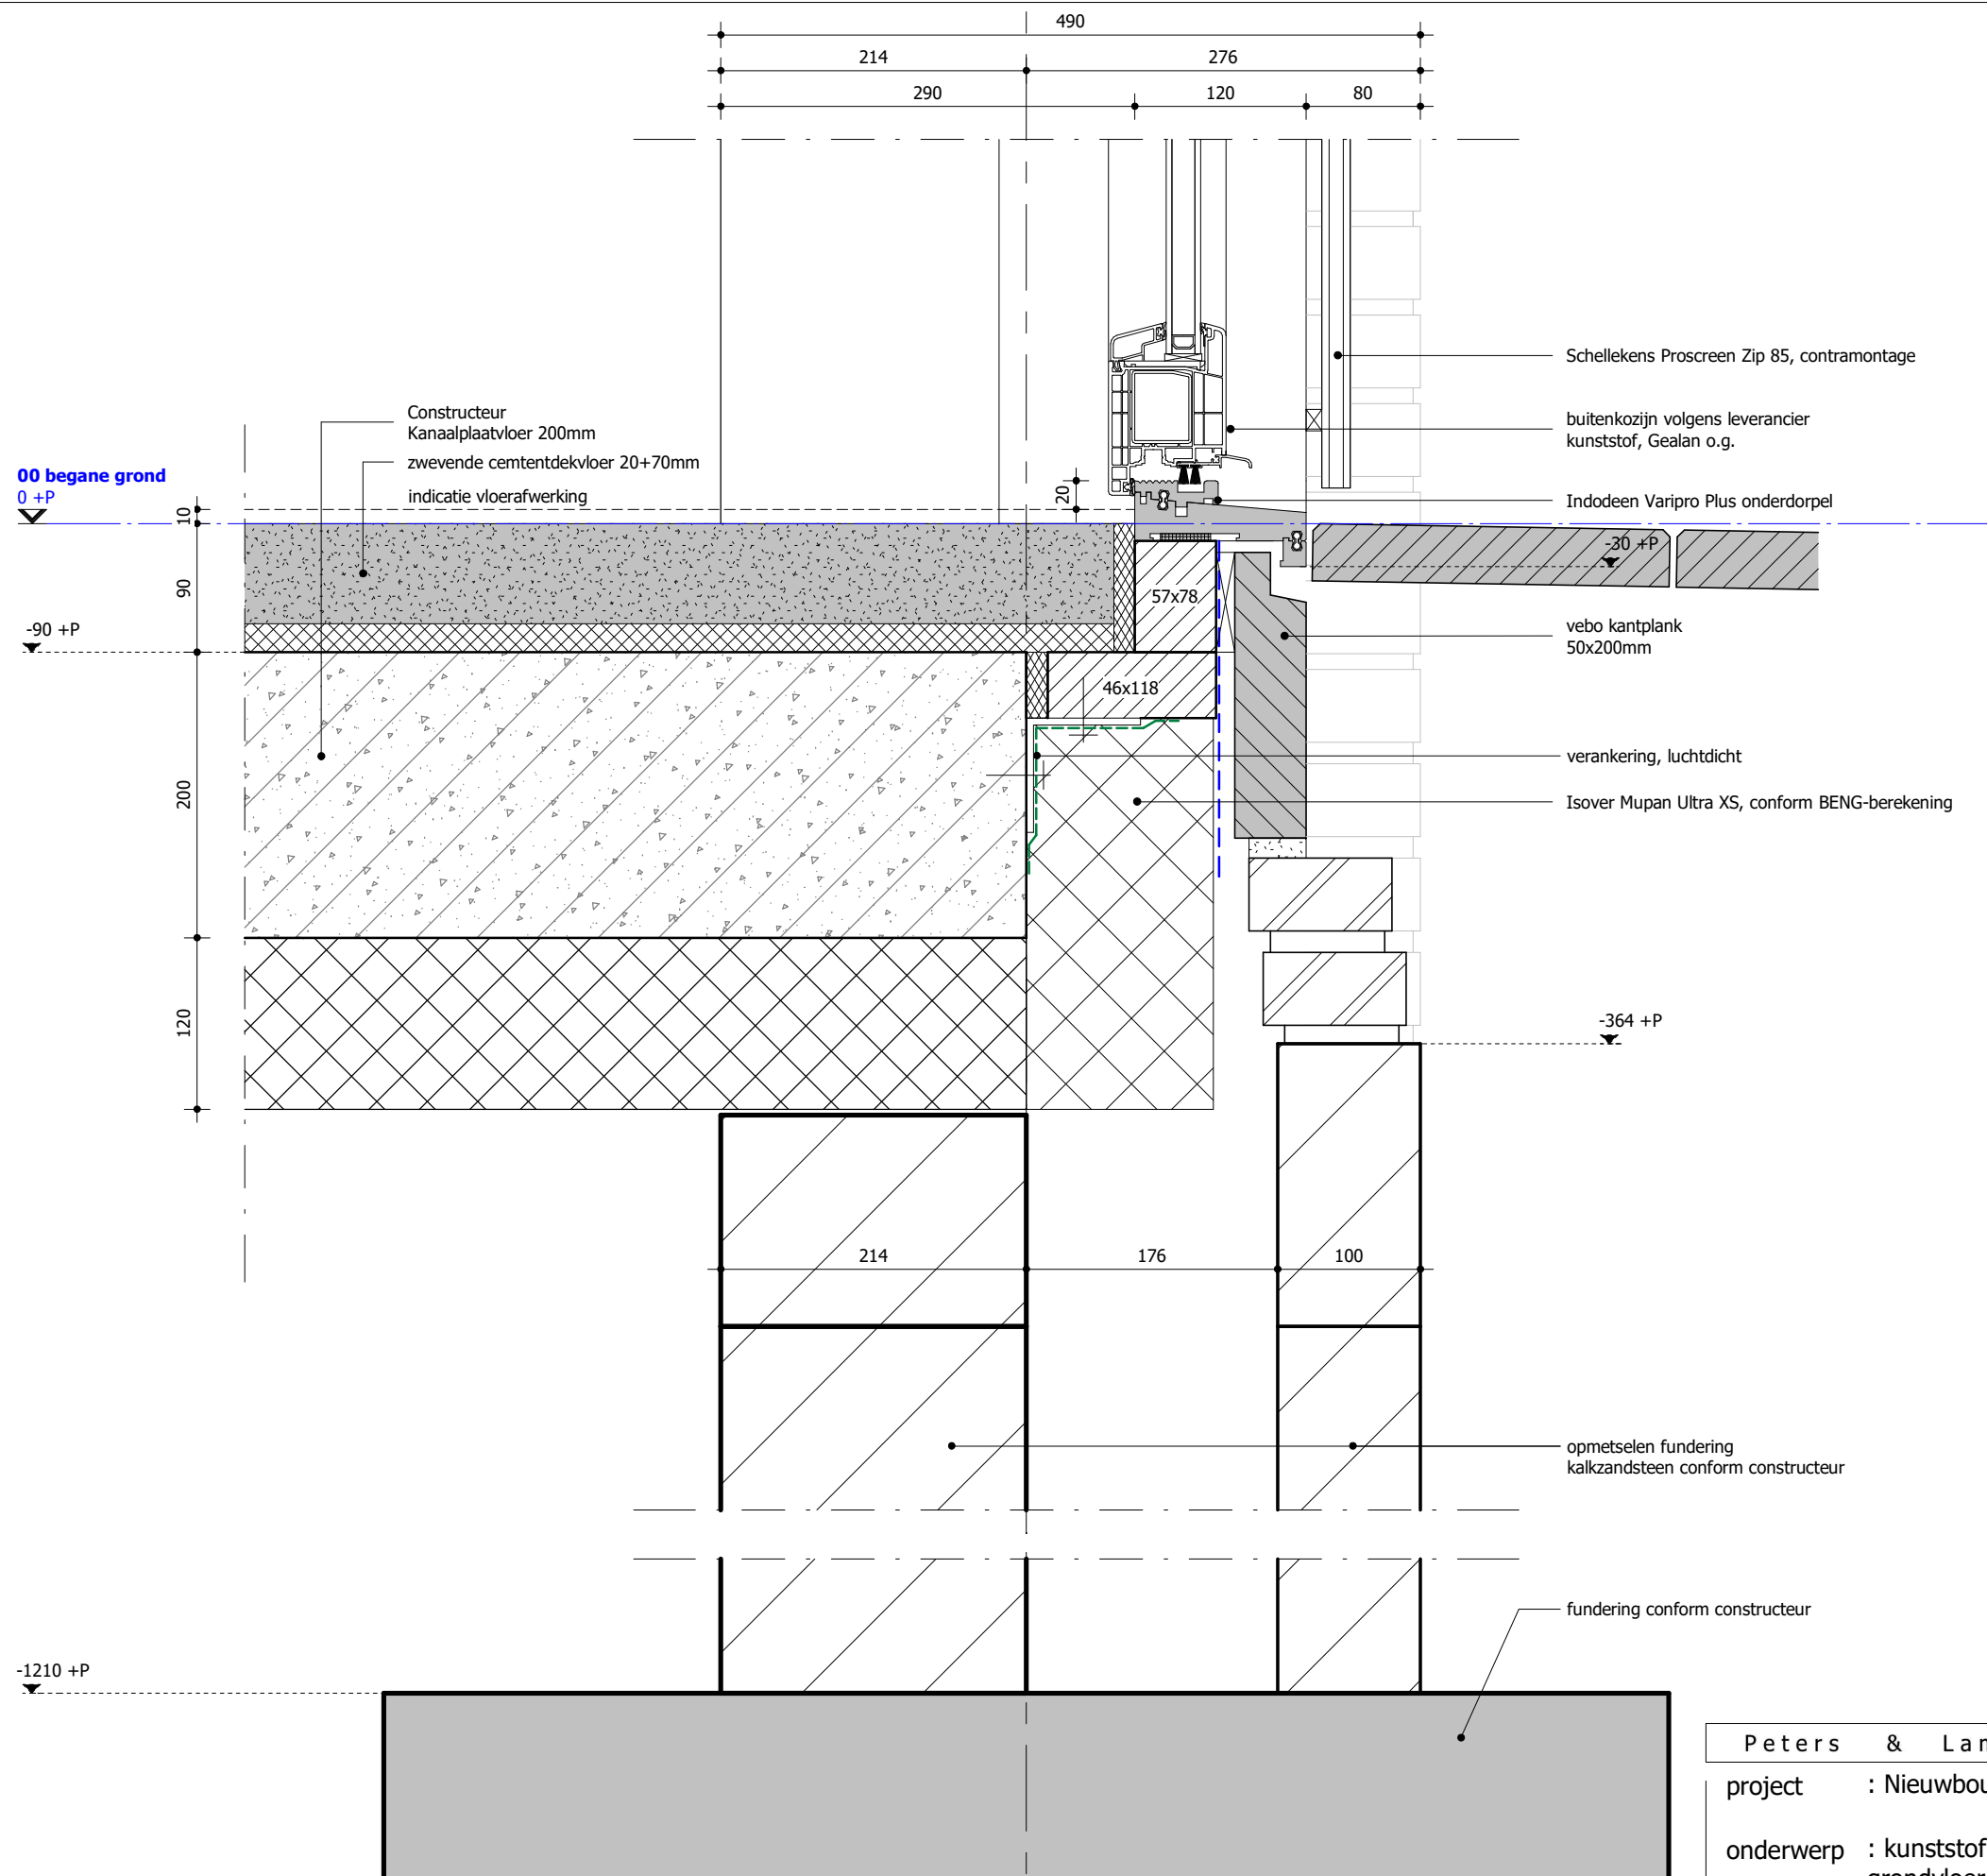 490
214
276
290
120
80
Schellekens Proscreen Zip 85, contramontage
Constructeur
Kanaalplaatvloer 200mm
buitenkozijn volgens leverancier
kunststof, Gealan o.g.
zwevende cemtentdekvloer 20+70mm
00 begane grond
0 +P
indicatie vloerafwerking
20
Indodeen Varipro Plus onderdorpel
10
-30 +P
90
57x78
-90 +P
vebo kantplank
50x200mm
46x118
verankering, luchtdicht
200
Isover Mupan Ultra XS, conform BENG-berekening
120
-364 +P
214
176
100
opmetselen fundering
kalkzandsteen conform constructeur
fundering conform constructeur
-1210 +P
Peters &
project :
onderwerp :